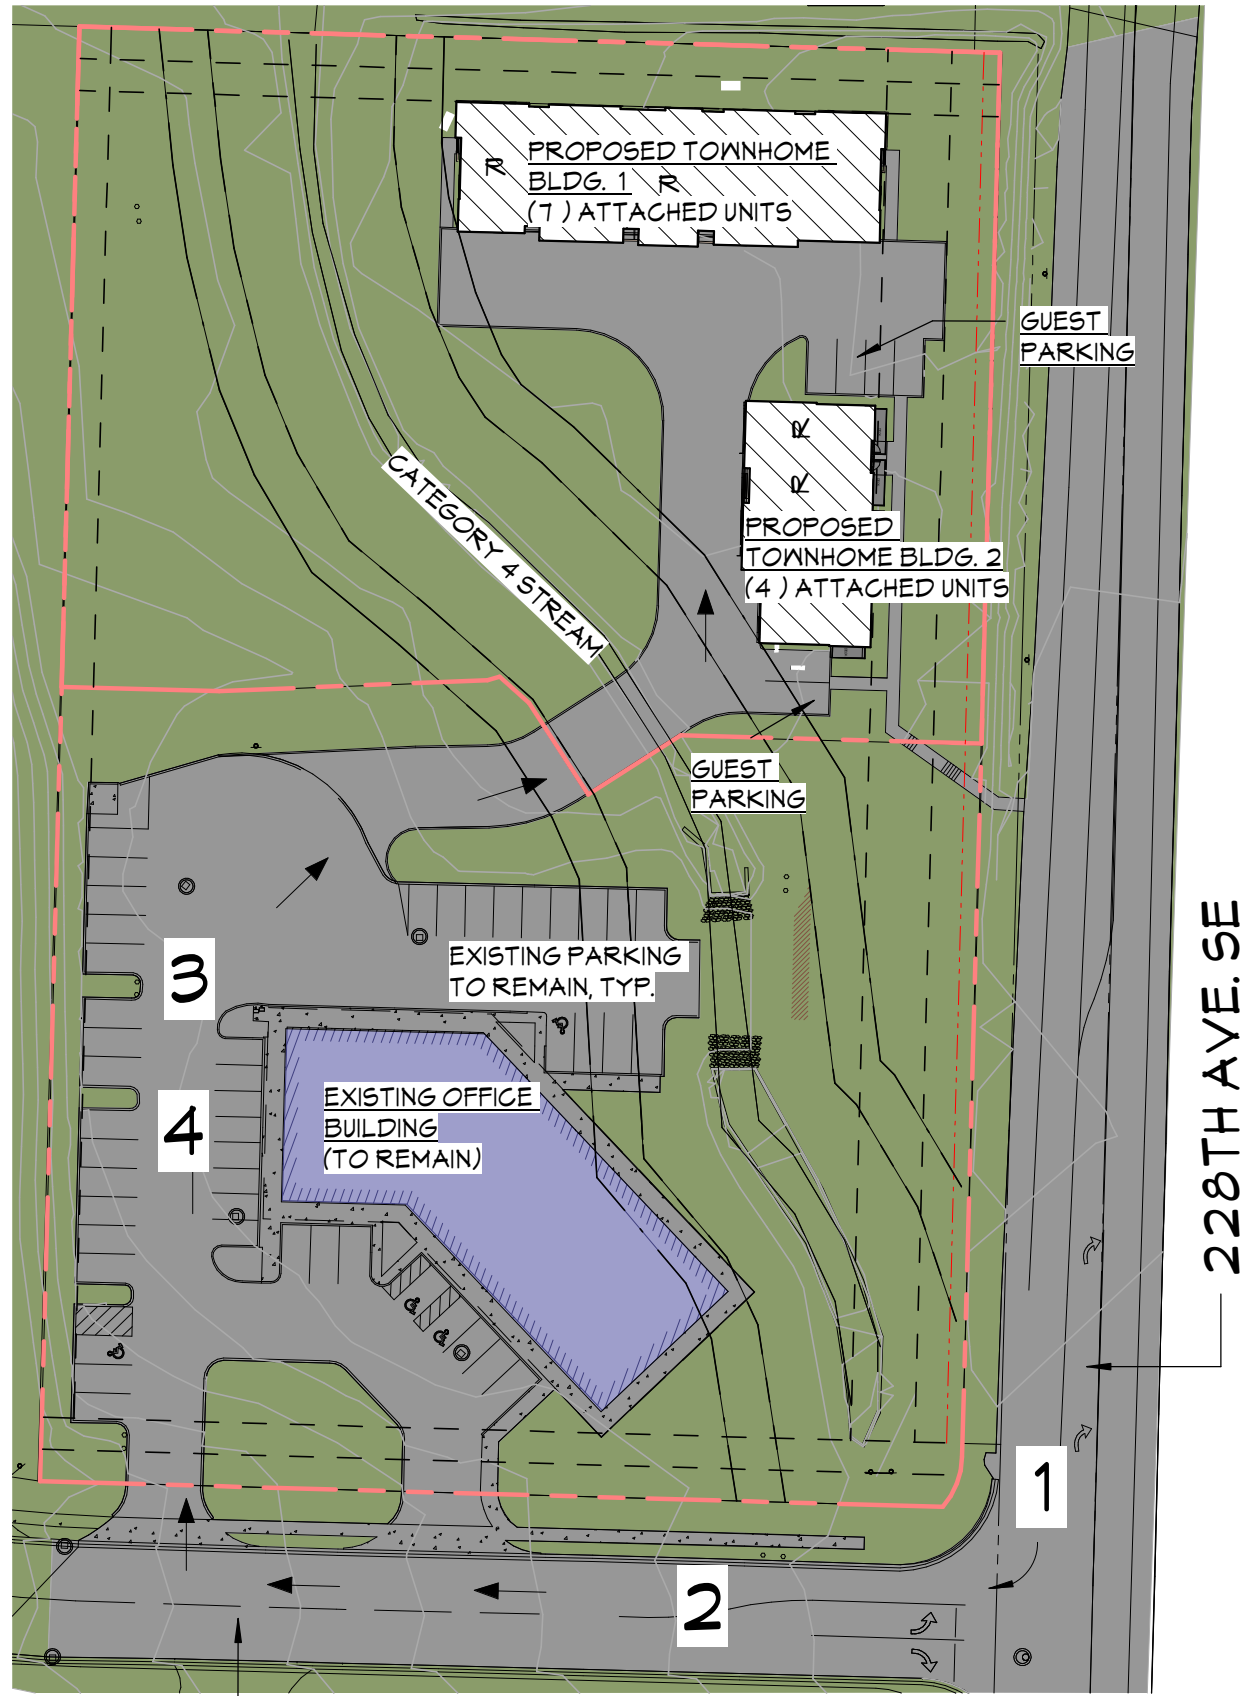 PROPOSED TOWNHOME
BLDG. 1
(7 ) ATTACHED UNITS
R
R
GUEST
PARKING
R
R
PROPOSED
TOWNHOME BLDG. 2
(4 ) ATTACHED UNITS
CATEGORY 4 STREAM
GUEST
PARKING
EXISTING PARKING
TO REMAIN, TYP.
3
4
EXISTING OFFICE
BUILDING
(TO REMAIN)
228TH AVE. SE
1
2